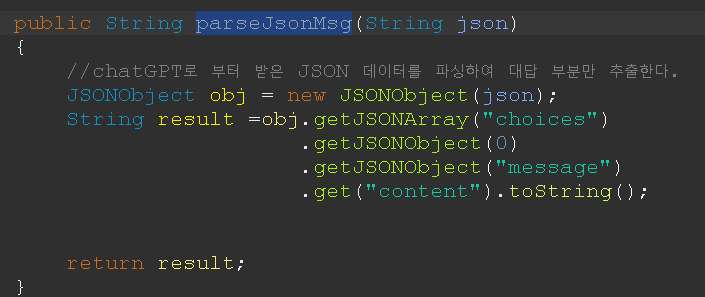 public String parseJsonMsg(String json)
{
//chatGPT로 부터 받은 JSON 데이터를 파싱하여 대답 부분만 추출한다.
JSONObject obj = new JSONObject(json);
String result =obj.getJSONArray("choices")
.getJSONObject(0)
.getJSONObject("message")
.get("content").toString();
return result;
}